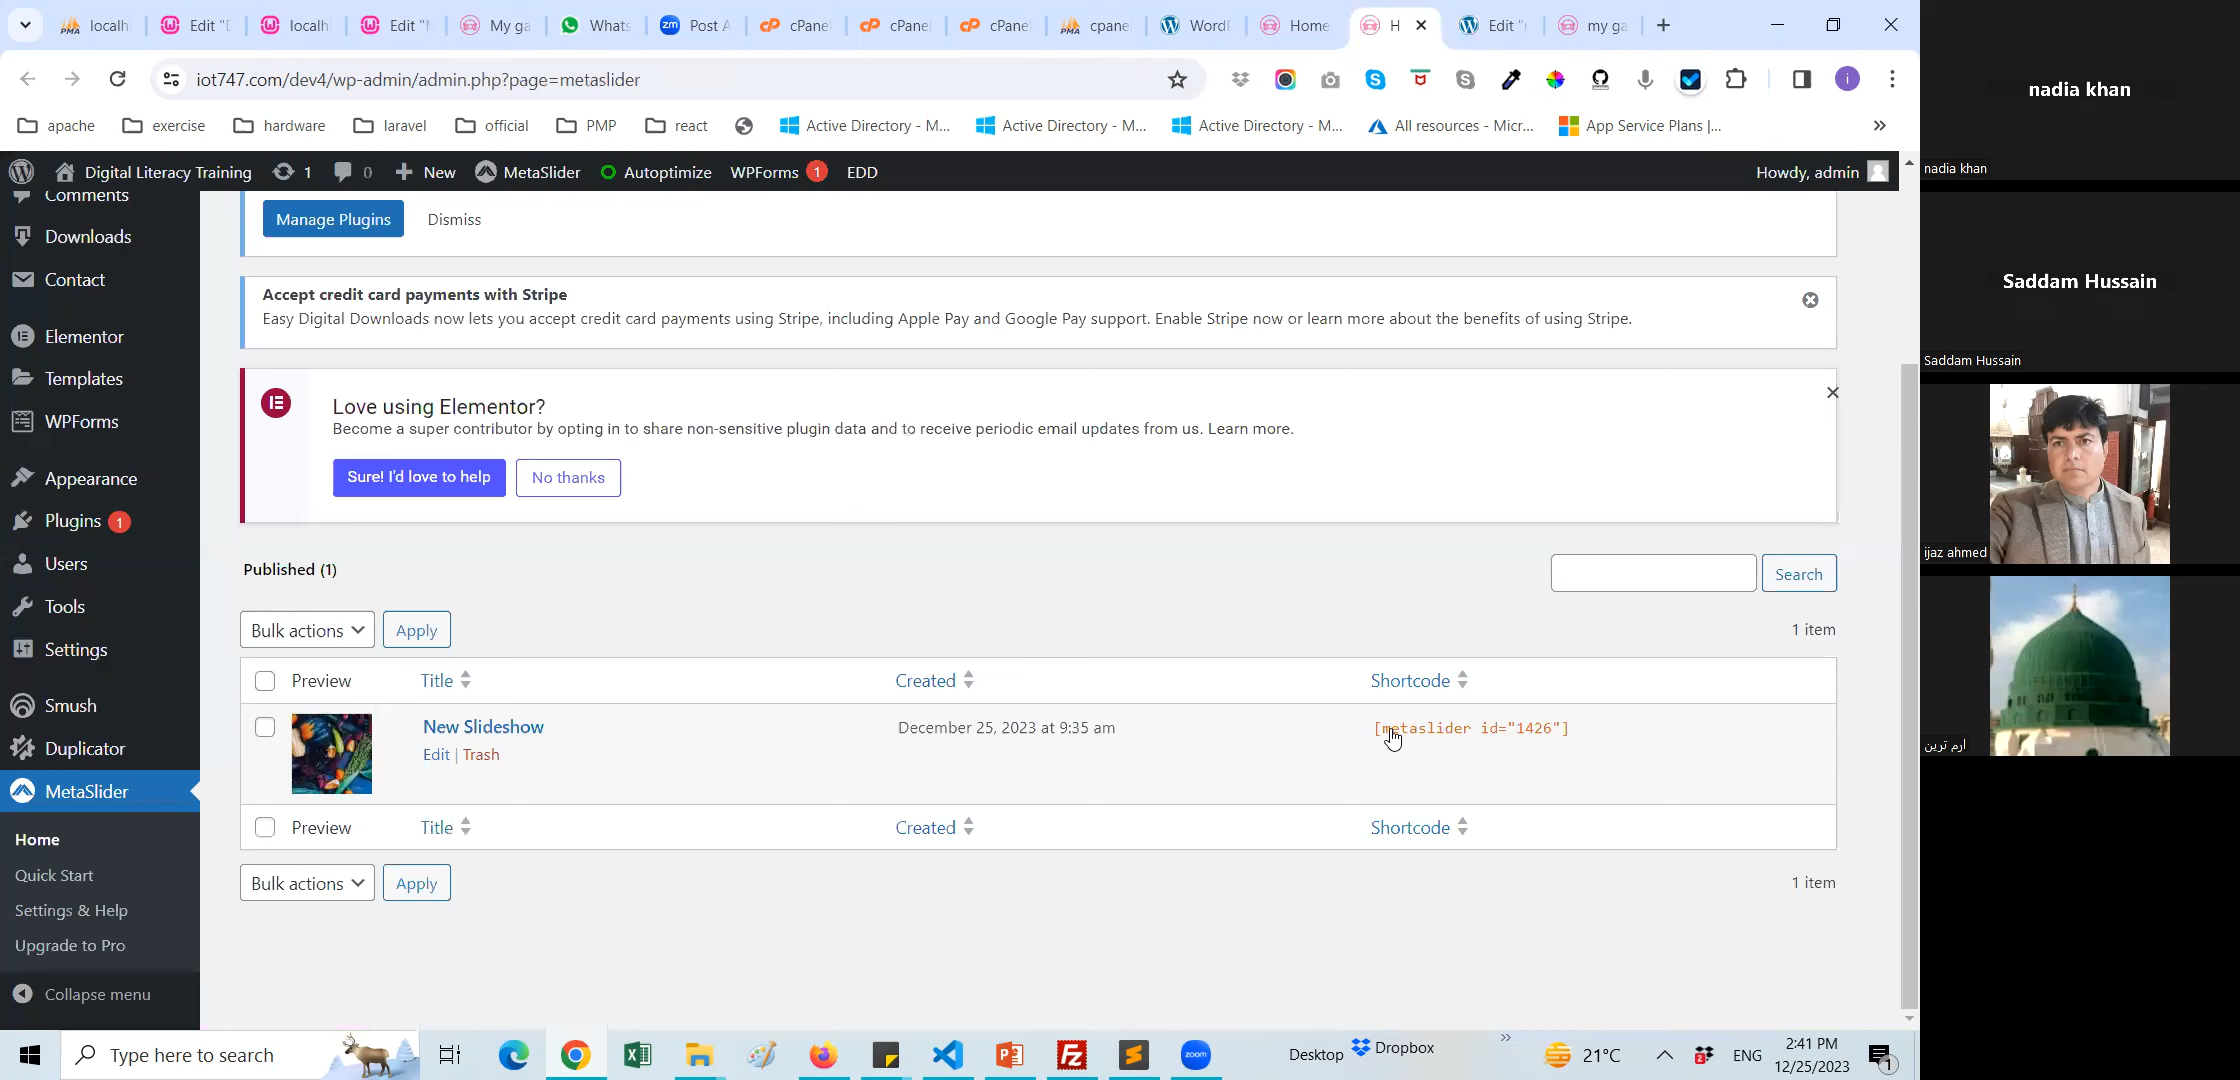 localh
Edit "D
localh
Edit "M
My ga
Whats
Post A
cPanel
cPanel
cPanel
cpane
Word
Home
H
Edit "r
my ga
iot747.com/dev4/wp-admin/admin.php?page=metaslider
apache
exercise
hardware
laravel
official
PMP
react
Active Directory - M...
Active Directory - M...
Active Directory - M...
All resources - Micr...
App Service Plans |...
Digital Literacy Training
1
0
New
MetaSlider
Autoptimize
WPForms 1
EDD
Howdy, admin
Comments
Downloads
Contact
Elementor
Templates
WPForms
Appearance
Plugins 1
Users
Tools
Settings
Smush
Duplicator
MetaSlider
Home
Quick Start
Settings & Help
Upgrade to Pro
Collapse menu
Manage Plugins
Dismiss
Accept credit card payments with Stripe
Easy Digital Downloads now lets you accept credit card payments using Stripe, including Apple Pay and Google Pay support. Enable Stripe now or learn more about the benefits of using Stripe.
Love using Elementor?
Become a super contributor by opting in to share non-sensitive plugin data and to receive periodic email updates from us. Learn more.
Sure! I'd love to help
No thanks
Published (1)
Search
Bulk actions
Apply
1 item
Preview
Title
Created
Shortcode
New Slideshow
December 25, 2023 at 9:35 am
[metaslider id="1426"]
Edit | Trash
Preview
Title
Created
Shortcode
Bulk actions
Apply
1 item
nadia khan
nadia khan
Saddam Hussain
Saddam Hussain
ijaz ahmed
ارم ترین
Type here to search
zoom
Desktop
Dropbox
21°C
ENG
2:41 PM
12/25/2023
1